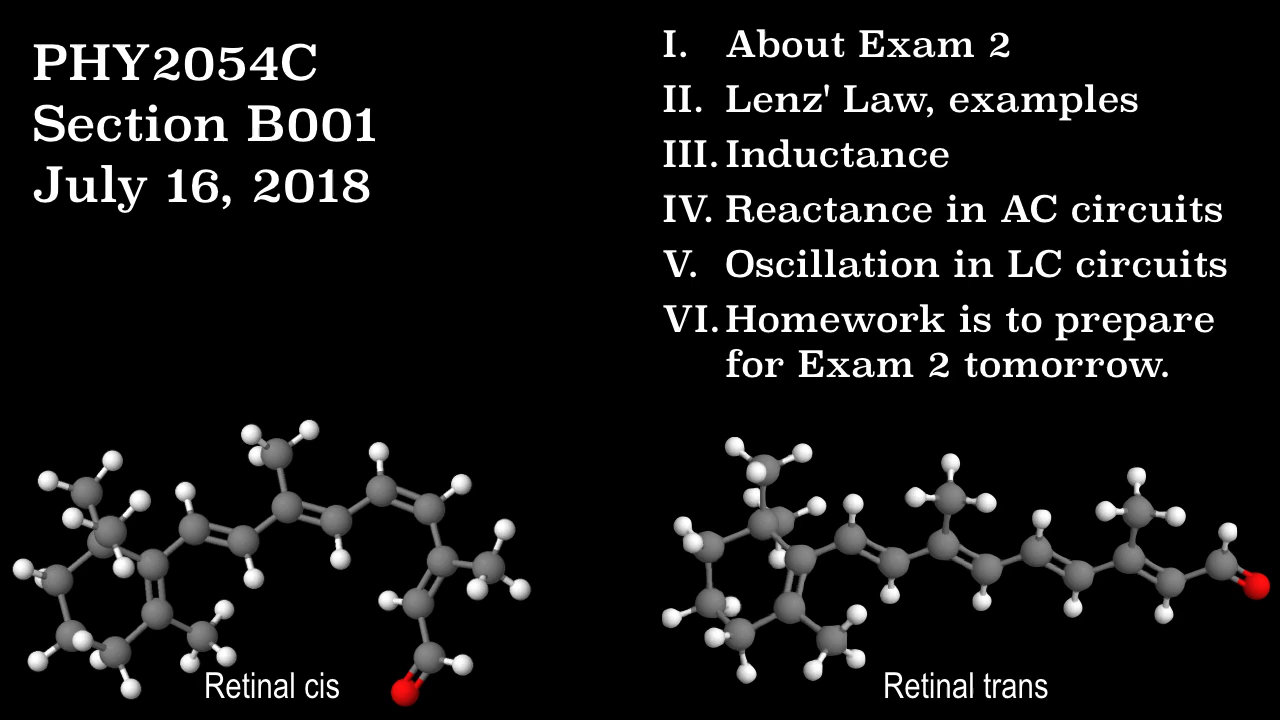 PHY2054C
Section B001
July 16, 2018
I. About Exam 2
II. Lenz' Law, examples
III. Inductance
IV. Reactance in AC circuits
V. Oscillation in LC circuits
VI. Homework is to prepare
for Exam 2 tomorrow.
Retinal cis
Retinal trans